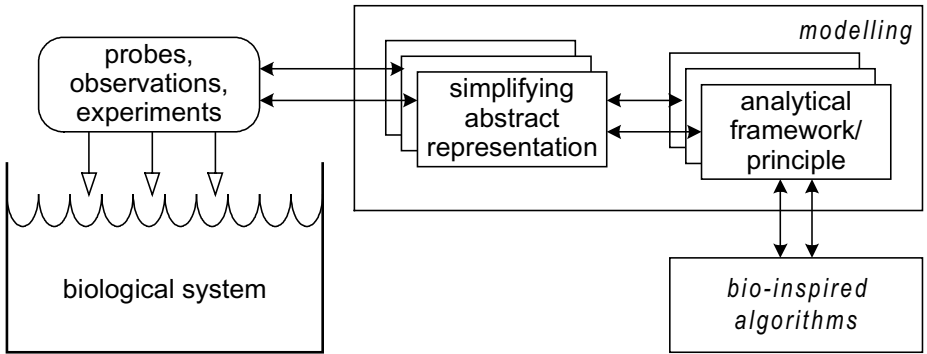 probes,
observations,
experiments
biological system
modelling
simplifying
abstract
representation
analytical
framework/
principle
bio-inspired
algorithms